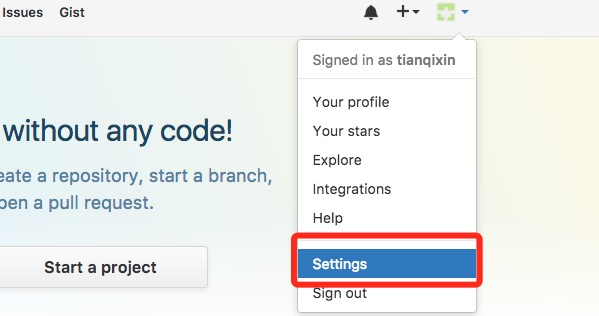 Issues Gist
without any code!
eate a repository, start a branch,
pen a pull request.
Start a project
Signed in as tianqixin
Your profile
Your stars
Explore
Integrations
Help
Settings
Sign out